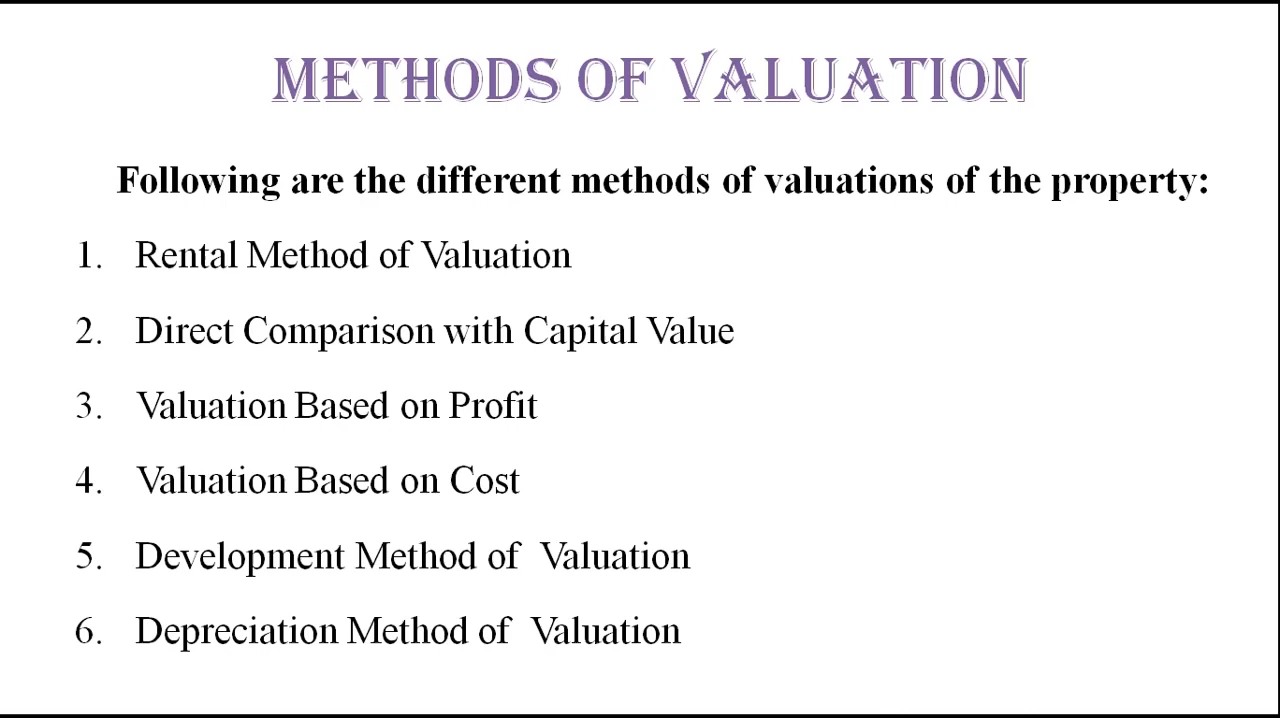 METHODS OF VALUATION
Following are the different methods of valuations of the property:
1. Rental Method of Valuation
2. Direct Comparison with Capital Value
3. Valuation Based on Profit
4. Valuation Based on Cost
5. Development Method of Valuation
6. Depreciation Method of Valuation